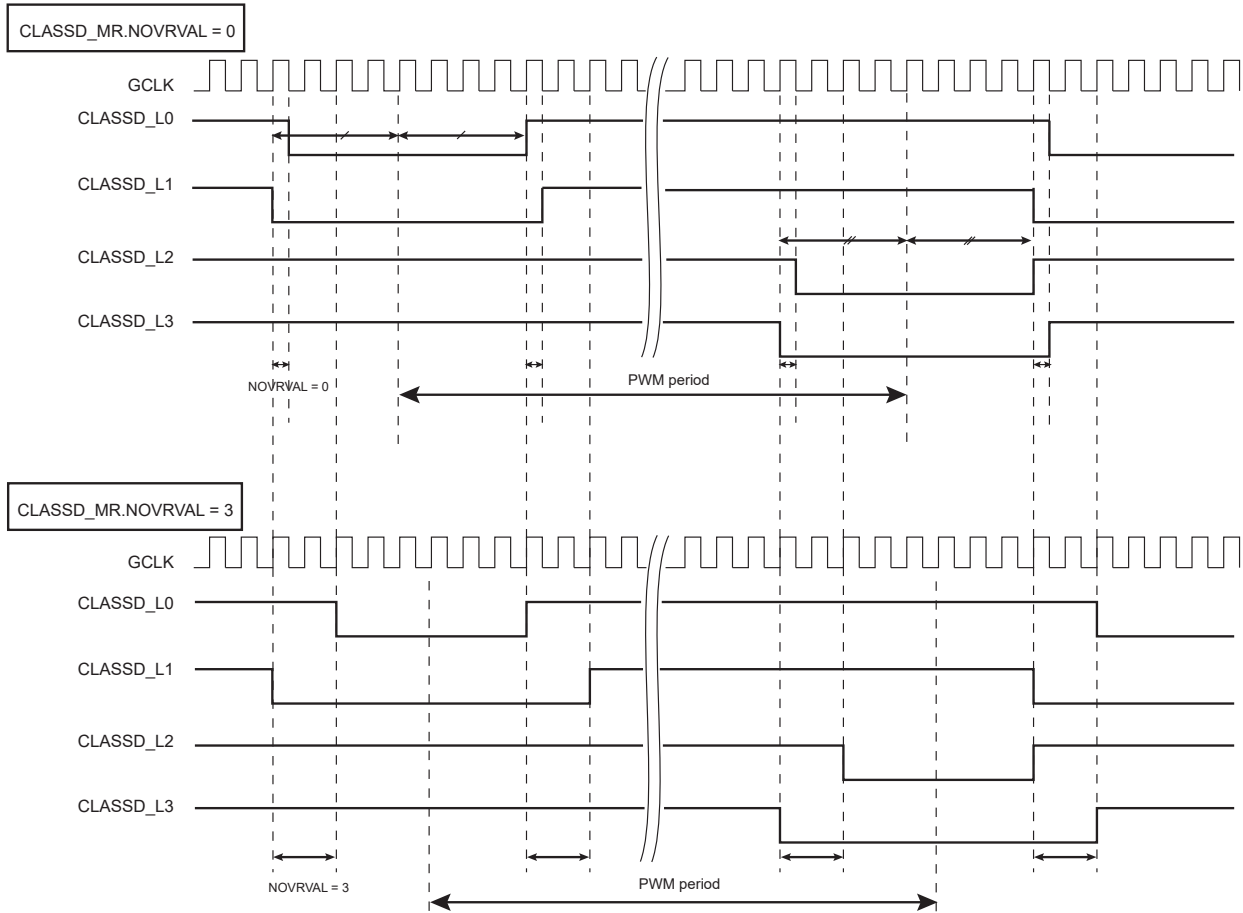 CLASSD_MR.NOVRVAL = 0
GCLK
CLASSD_L0
CLASSD_L1
CLASSD_L2
CLASSD_L3
NOVRVAL = 0
PWM period
CLASSD_MR.NOVRVAL = 3
GCLK
CLASSD_L0
CLASSD_L1
CLASSD_L2
CLASSD_L3
NOVRVAL = 3
PWM period